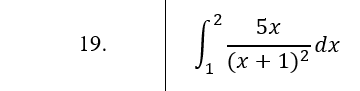 19. ∫₁² 5x/(x + 1)² dx